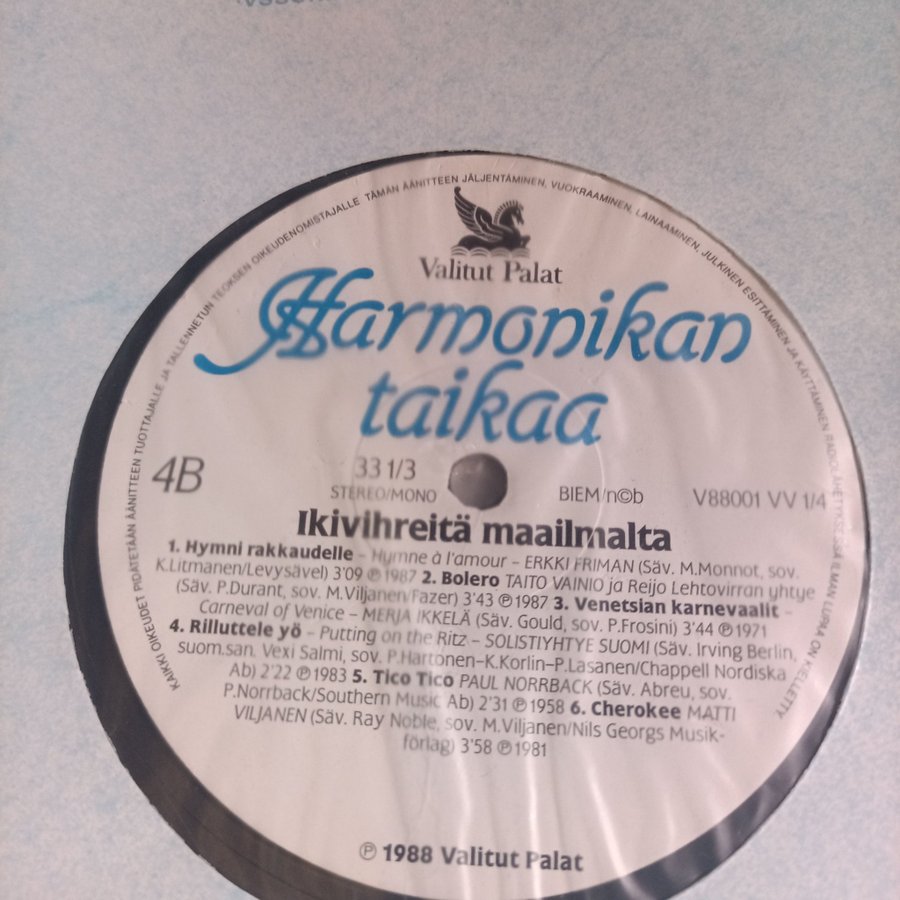 Valitut Palat
Harmonikan
taikaa
4B
33 1/3
STEREO/MONO
BIEM/n©b
V88001 VV 1/4
Ikivihreitä maailmalta
1. Hymni rakkaudelle – Hymne à l'amour – ERKKI FRIMAN (Säv. M.Monnot, sov.
K.Litmanen/Levysävel) 3'09 ℗ 1987 2. Bolero TAITO VAINIO ja Reijo Lehtovirran yhtye
(Säv. P.Durant, sov. M.Viljanen/Fazer) 3'43 ℗ 1987 3. Venetsian karnevaalit –
Carneval of Venice – MERJA IKKELÄ (Säv. Gould, sov. P.Frosini) 3'44 ℗ 1971
4. Rilluttele yö – Putting on the Ritz – SOLISTIYHTYE SUOMI (Säv. Irving Berlin,
suom.san. Vexi Salmi, sov. P.Hartonen–K.Korlin–P.Lasanen/Chappell Nordiska
Ab) 2'22 ℗ 1983 5. Tico Tico PAUL NORRBACK (Säv. Abreu, sov.
P.Norrback/Southern Music Ab) 2'31 ℗ 1958 6. Cherokee MATTI
VILJANEN (Säv. Ray Noble, sov. M.Viljanen/Nils Georgs Musik-
förlag) 3'58 ℗ 1981
℗ 1988 Valitut Palat
KAIKKI OIKEUDET PIDÄTETÄÄN ÄÄNITTEEN TUOTTAJALLE JA TALLENNETUN TEOKSEN OIKEUDENOMISTAJALLE. TÄMÄN ÄÄNITTEEN JÄLJENTÄMINEN, VUOKRAAMINEN, LAINAAMINEN, JULKINEN ESITTÄMINEN JA KÄYTTÄMINEN RADIOLÄHETYKSESSÄ ILMAN LUPAA ON KIELLETTY.